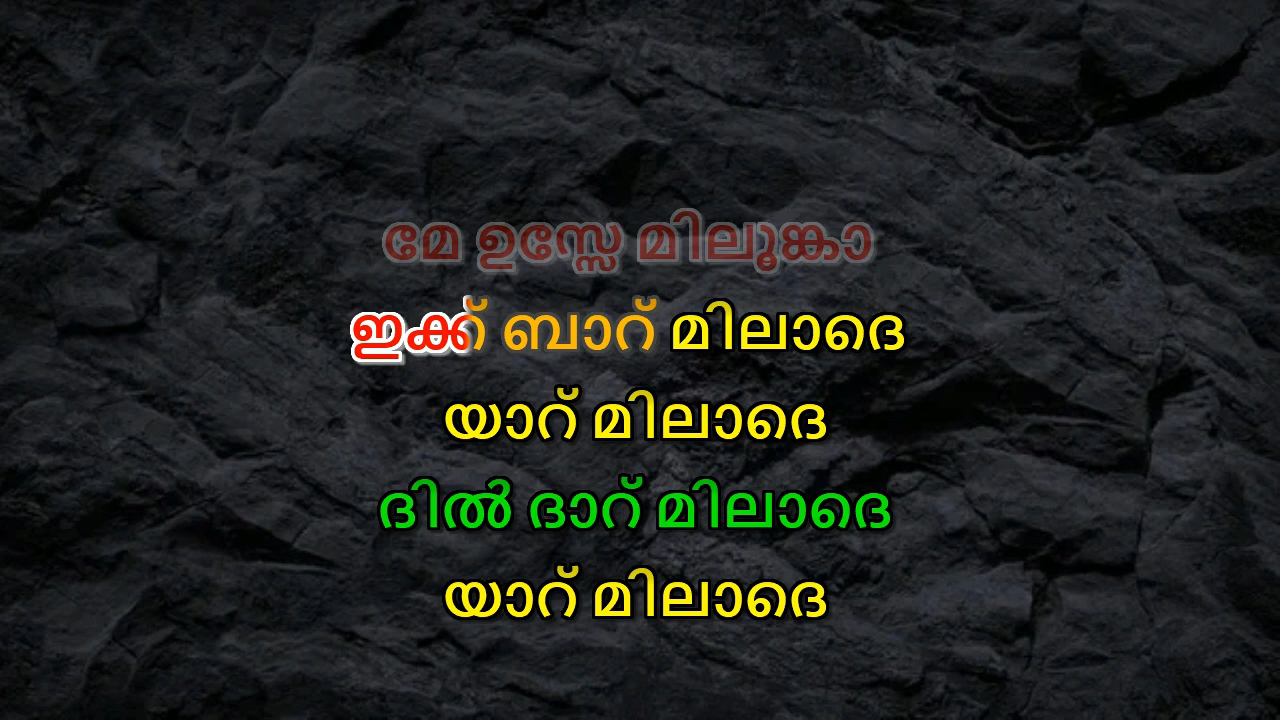 മേ ഉസ്സേ മിലൂങ്കാ
ഇക്ക് ബാറ് മിലാദെ
യാറ് മിലാദെ
ദിൽ ദാറ് മിലാദെ
യാറ് മിലാദെ